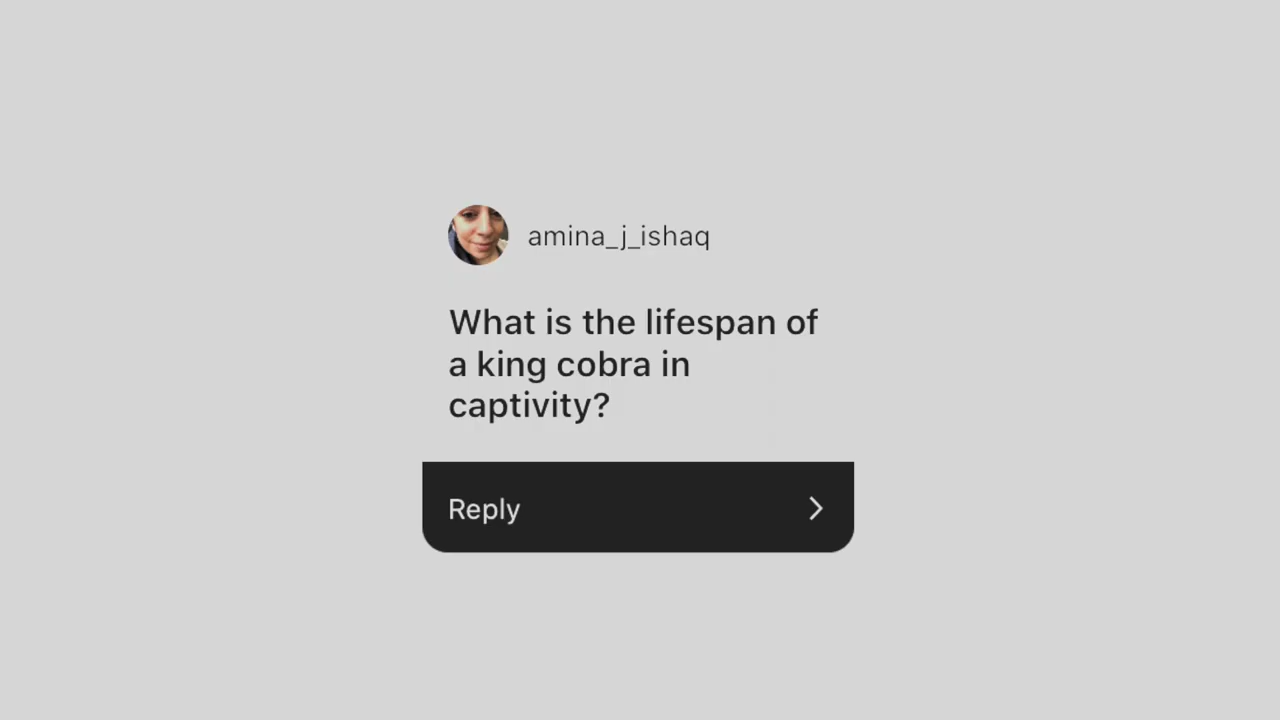 amina_j_ishaq
What is the lifespan of
a king cobra in
captivity?
Reply